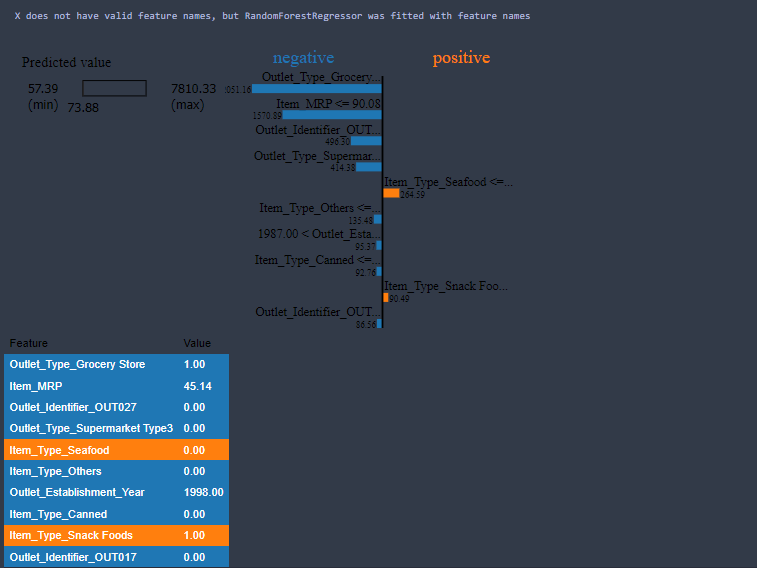 X does not have valid feature names, but RandomForestRegressor was fitted with feature names
Predicted value
57.39
(min)
73.88
7810.33
(max)
negative
positive
Outlet_Type_Grocery...
051.16
Item_MRP <= 90.08
1570.89
Outlet_Identifier_OUT...
496.30
Outlet_Type_Supermar...
414.38
Item_Type_Seafood <=...
264.59
Item_Type_Others <=...
135.48
1987.00 < Outlet_Esta...
95.37
Item_Type_Canned <=...
92.76
Item_Type_Snack Foo...
90.49
Outlet_Identifier_OUT...
86.56
Feature Value
Outlet_Type_Grocery Store 1.00
Item_MRP 45.14
Outlet_Identifier_OUT027 0.00
Outlet_Type_Supermarket Type3 0.00
Item_Type_Seafood 0.00
Item_Type_Others 0.00
Outlet_Establishment_Year 1998.00
Item_Type_Canned 0.00
Item_Type_Snack Foods 1.00
Outlet_Identifier_OUT017 0.00